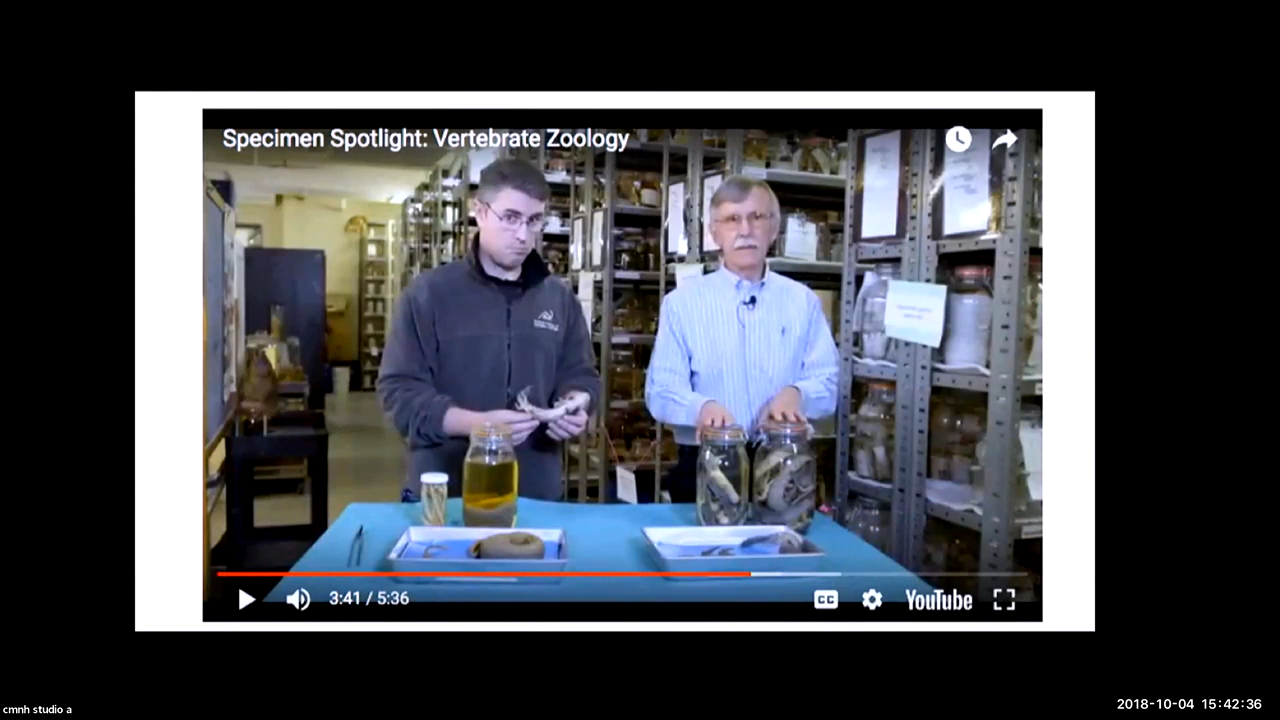 Specimen Spotlight: Vertebrate Zoology
3:41 / 5:36
CC
YouTube
cmnh studio a
2018-10-04 15:42:36